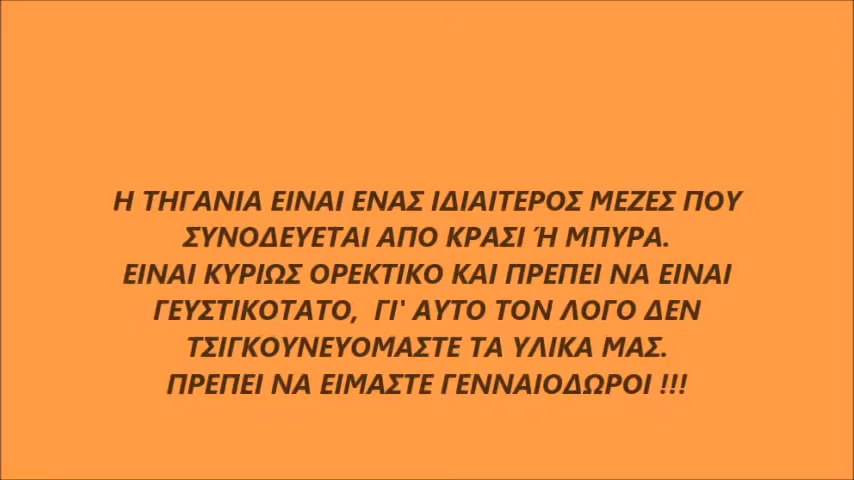 Η ΤΗΓΑΝΙΑ ΕΙΝΑΙ ΕΝΑΣ ΙΔΙΑΙΤΕΡΟΣ ΜΕΖΕΣ ΠΟΥ
ΣΥΝΟΔΕΥΕΤΑΙ ΑΠΟ ΚΡΑΣΙ Ή ΜΠΥΡΑ.
ΕΙΝΑΙ ΚΥΡΙΩΣ ΟΡΕΚΤΙΚΟ ΚΑΙ ΠΡΕΠΕΙ ΝΑ ΕΙΝΑΙ
ΓΕΥΣΤΙΚΟΤΑΤΟ,  ΓΙ' ΑΥΤΟ ΤΟΝ ΛΟΓΟ ΔΕΝ
ΤΣΙΓΚΟΥΝΕΥΟΜΑΣΤΕ ΤΑ ΥΛΙΚΑ ΜΑΣ.
ΠΡΕΠΕΙ ΝΑ ΕΙΜΑΣΤΕ ΓΕΝΝΑΙΟΔΩΡΟΙ !!!